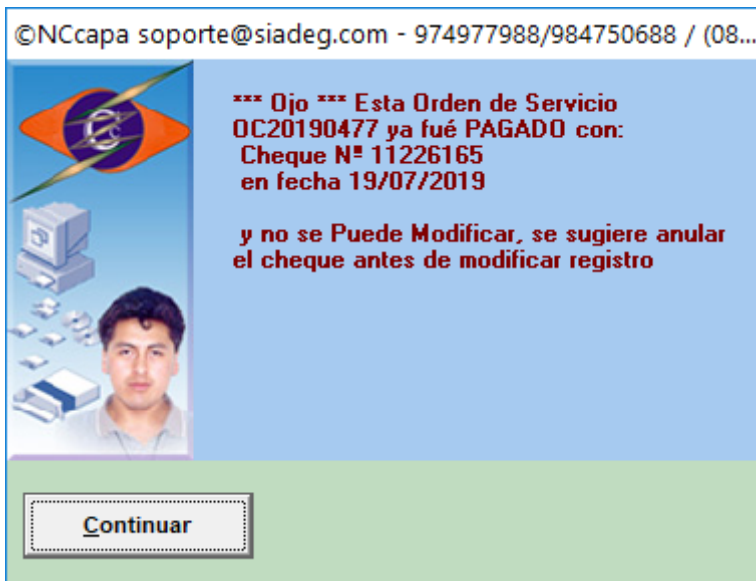 ©NCcapa soporte@siadeg.com - 974977988/984750688 / (08...
*** Ojo *** Esta Orden de Servicio
OC20190477 ya fué PAGADO con:
Cheque Nº 11226165
en fecha 19/07/2019
y no se Puede Modificar, se sugiere anular
el cheque antes de modificar registro
Continuar